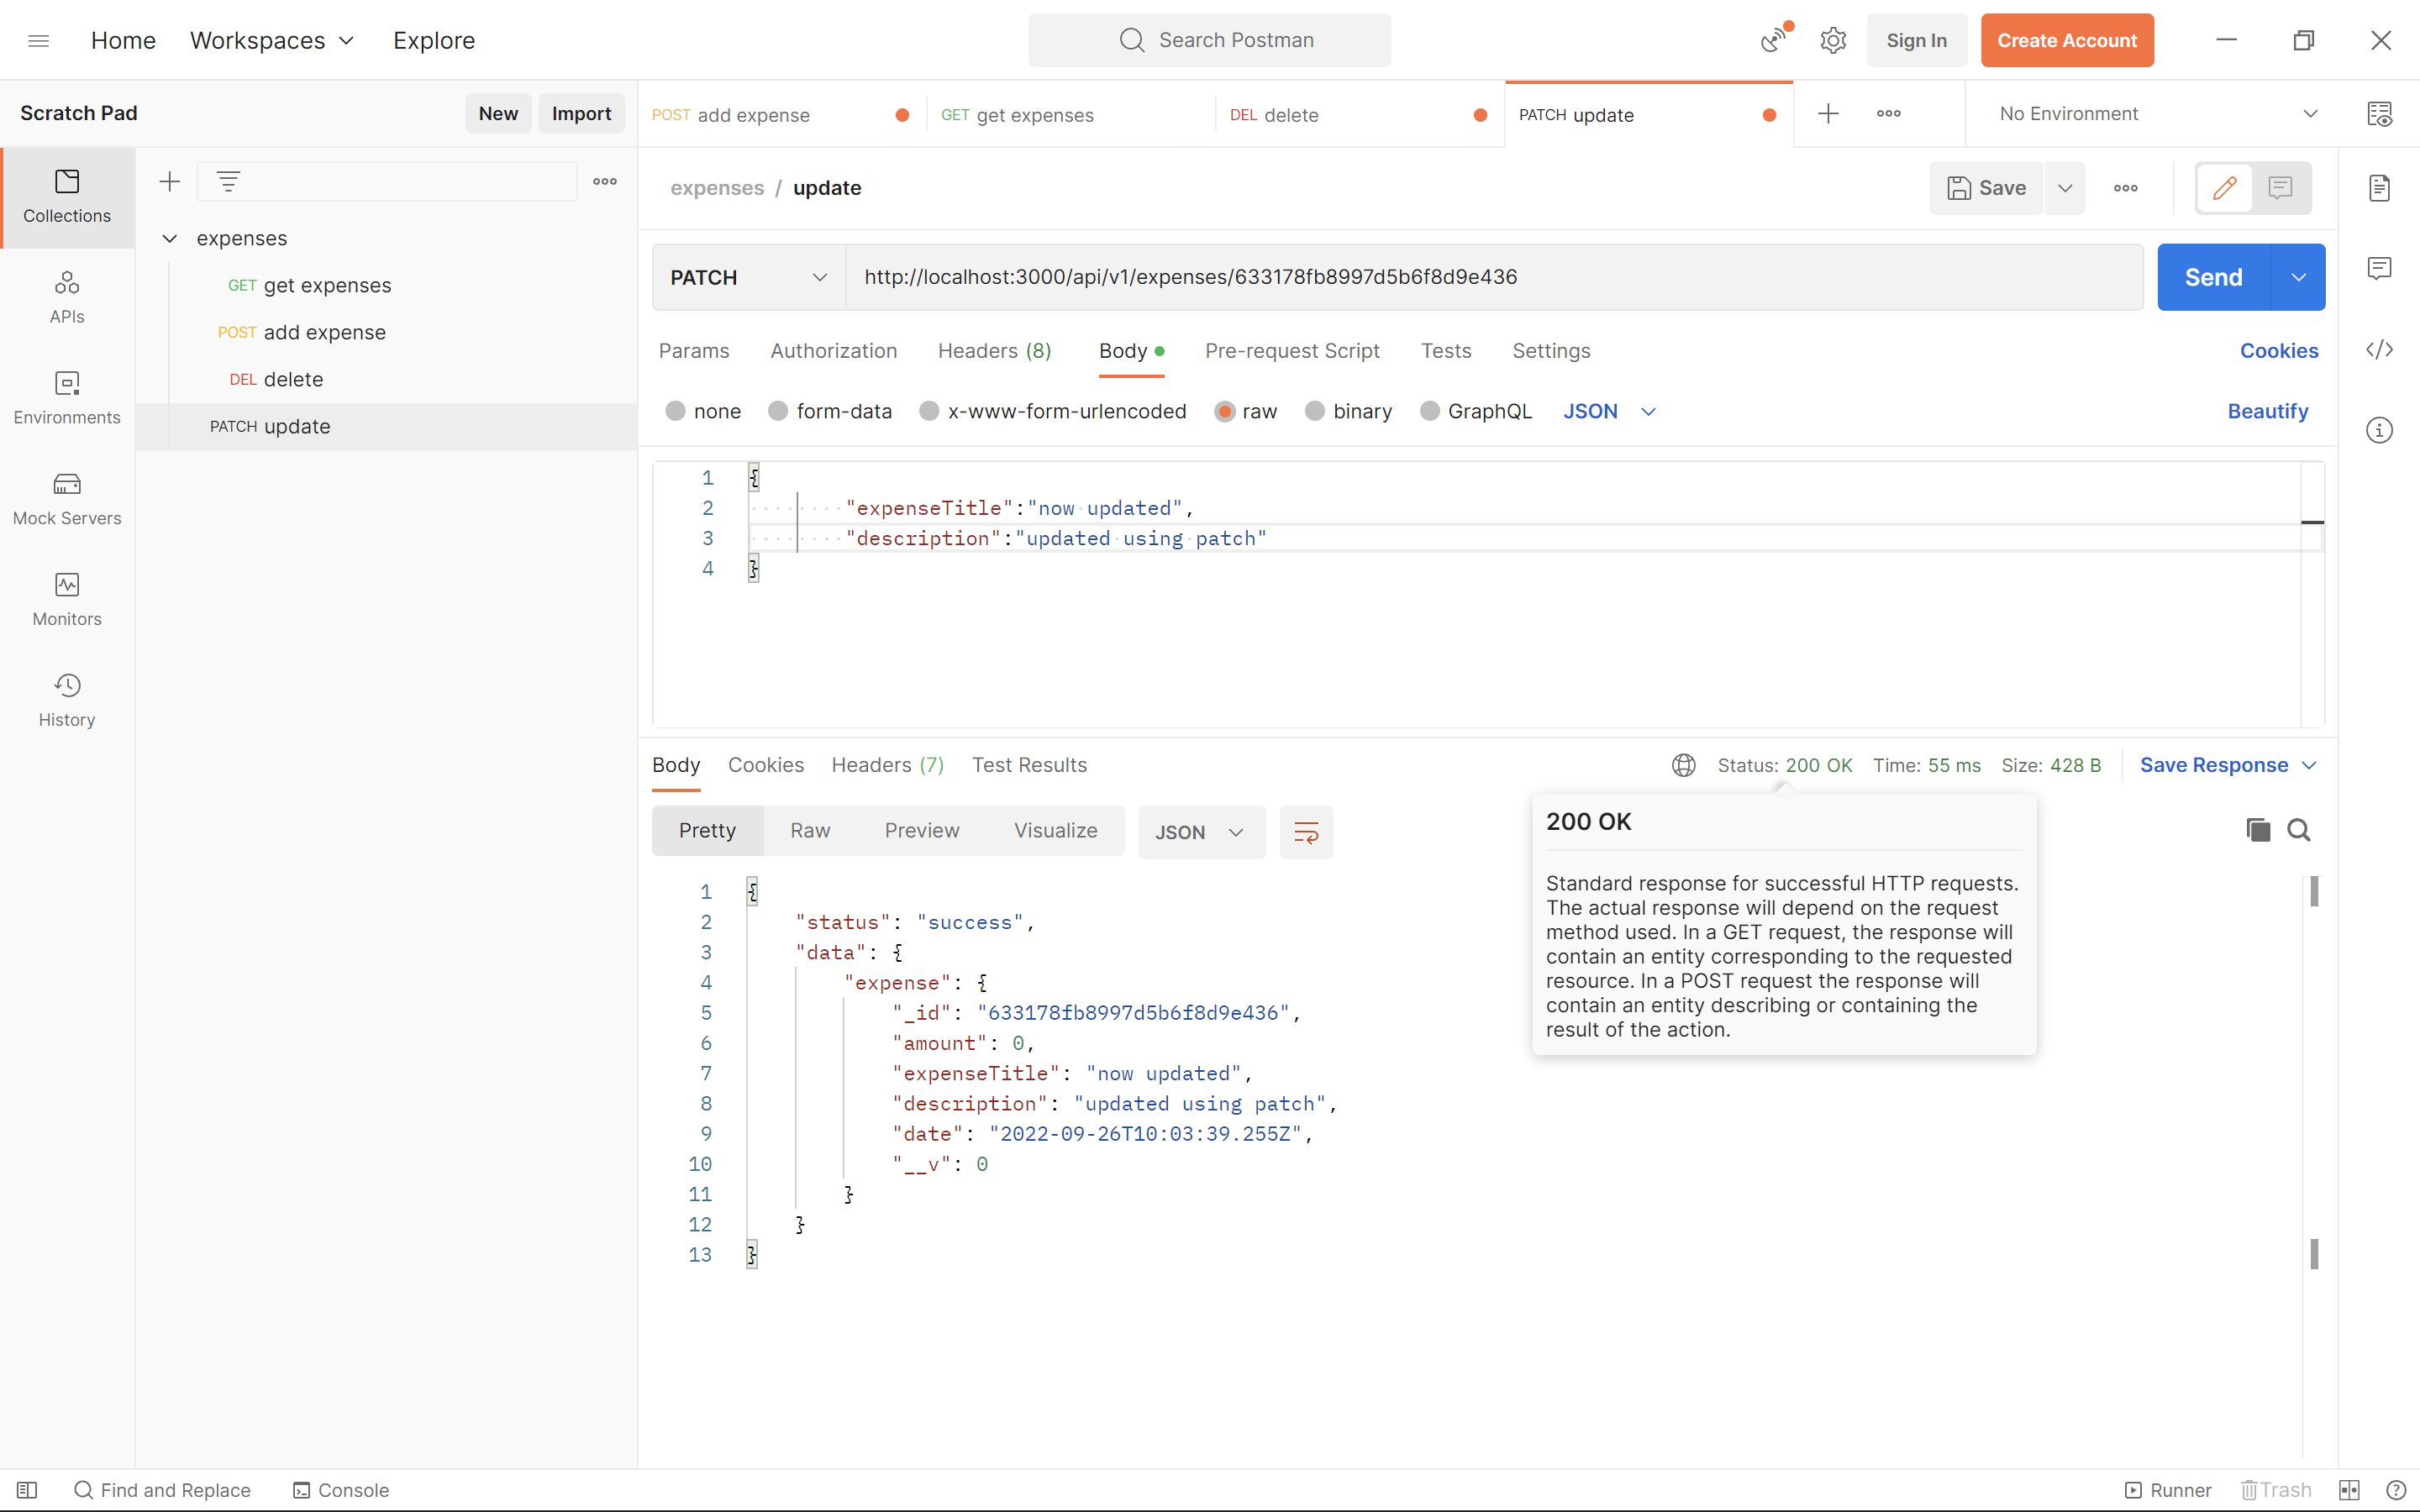 Home Workspaces Explore Search Postman Sign In Create Account
Scratch Pad New Import
POST add expense GET get expenses DEL delete PATCH update No Environment
Collections
APIs
Environments
Mock Servers
Monitors
History
expenses
GET get expenses
POST add expense
DEL delete
PATCH update
expenses / update Save
PATCH http://localhost:3000/api/v1/expenses/633178fb8997d5b6f8d9e436 Send
Params Authorization Headers (8) Body Pre-request Script Tests Settings Cookies
none form-data x-www-form-urlencoded raw binary GraphQL JSON Beautify
1 {
2 "expenseTitle":"now updated",
3 "description":"updated using patch"
4 }
Body Cookies Headers (7) Test Results Status: 200 OK Time: 55 ms Size: 428 B Save Response
Pretty Raw Preview Visualize JSON
200 OK
Standard response for successful HTTP requests.
The actual response will depend on the request
method used. In a GET request, the response will
contain an entity corresponding to the requested
resource. In a POST request the response will
contain an entity describing or containing the
result of the action.
1 {
2 "status": "success",
3 "data": {
4 "expense": {
5 "_id": "633178fb8997d5b6f8d9e436",
6 "amount": 0,
7 "expenseTitle": "now updated",
8 "description": "updated using patch",
9 "date": "2022-09-26T10:03:39.255Z",
10 "__v": 0
11 }
12 }
13 }
Find and Replace Console Runner Trash